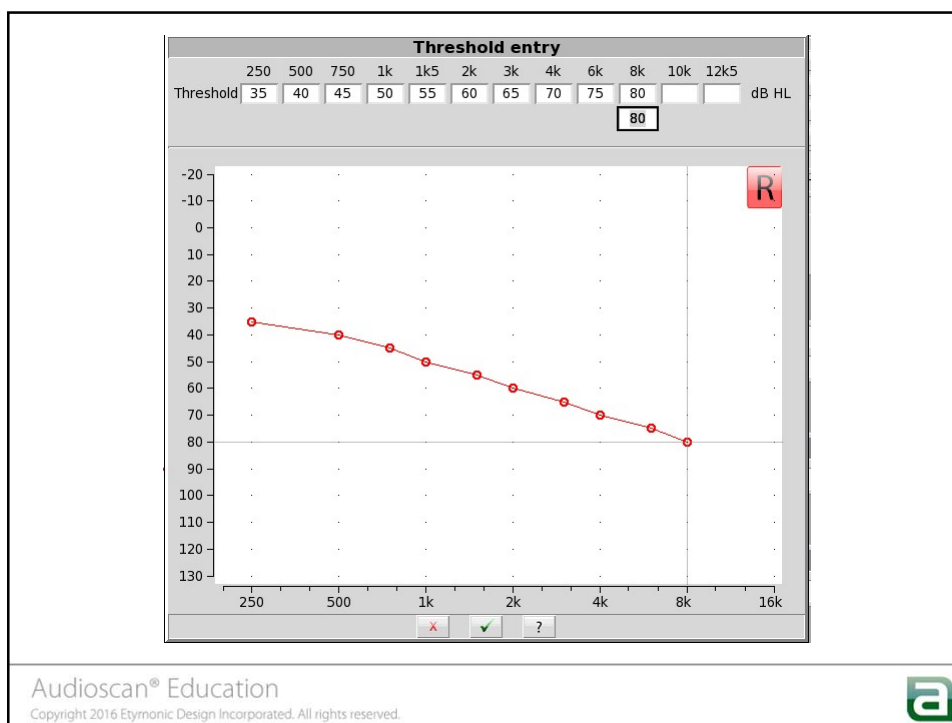 Threshold entry
250 500 750 1k 1k5 2k 3k 4k 6k 8k 10k 12k5
Threshold 35 40 45 50 55 60 65 70 75 80 dB HL
80
R
-20
-10
0
10
20
30
40
50
60
70
80
90
100
110
120
130
250 500 1k 2k 4k 8k 16k
x ✓ ?
Audioscan® Education
Copyright 2016 Etymonic Design Incorporated. All rights reserved.
a